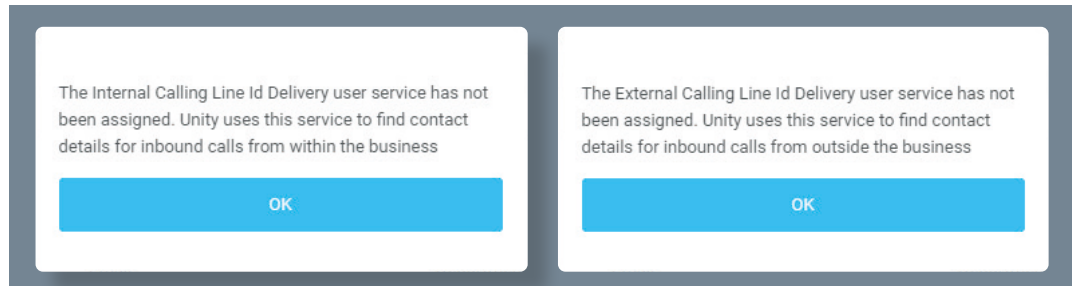 The Internal Calling Line Id Delivery user service has not
been assigned. Unity uses this service to find contact
details for inbound calls from within the business
OK
The External Calling Line Id Delivery user service has not
been assigned. Unity uses this service to find contact
details for inbound calls from outside the business
OK